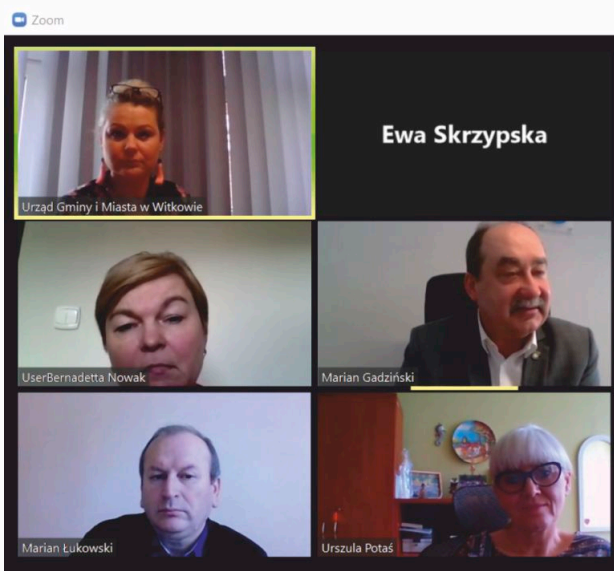 Zoom
Urząd Gminy i Miasta w Witkowie
Ewa Skrzypska
UserBernadetta Nowak
Marian Gadziński
Marian Łukowski
Urszula Potaś